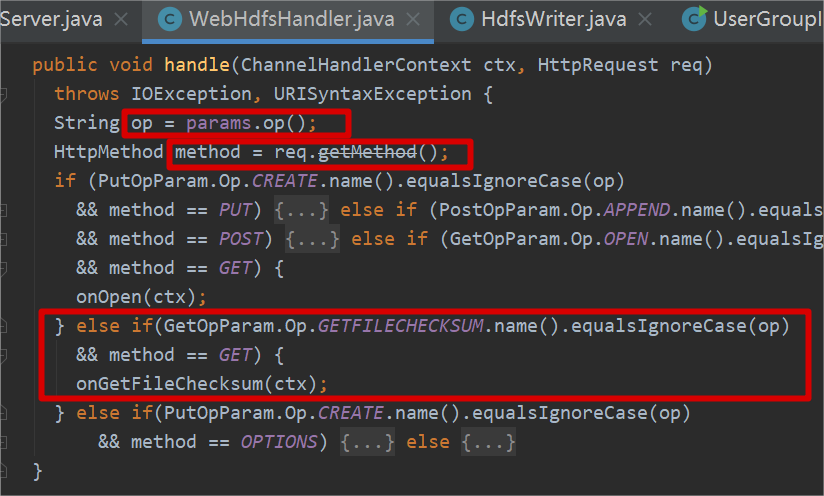 Server.java × C WebHdfsHandler.java × C HdfsWriter.java × C UserGroupI
public void handle(ChannelHandlerContext ctx, HttpRequest req)
throws IOException, URISyntaxException {
String op = params.op();
HttpMethod method = req.getMethod();
if (PutOpParam.Op.CREATE.name().equalsIgnoreCase(op)
&& method == PUT) {...} else if (PostOpParam.Op.APPEND.name().equals
&& method == POST) {...} else if (GetOpParam.Op.OPEN.name().equalsIg
&& method == GET) {
onOpen(ctx);
} else if(GetOpParam.Op.GETFILECHECKSUM.name().equalsIgnoreCase(op)
&& method == GET) {
onGetFileChecksum(ctx);
} else if(PutOpParam.Op.CREATE.name().equalsIgnoreCase(op)
&& method == OPTIONS) {...} else {...}
}